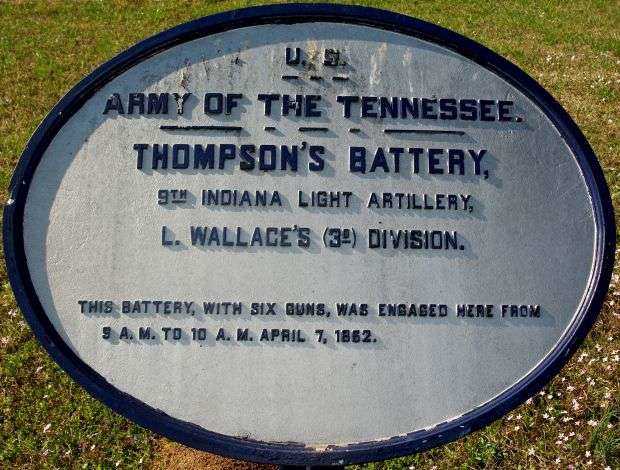 U. S.
ARMY OF THE TENNESSEE.
THOMPSON'S BATTERY,
9TH INDIANA LIGHT ARTILLERY,
L. WALLACE'S (3D) DIVISION.
THIS BATTERY, WITH SIX GUNS, WAS ENGAGED HERE FROM
9 A. M. TO 10 A. M. APRIL 7, 1862.